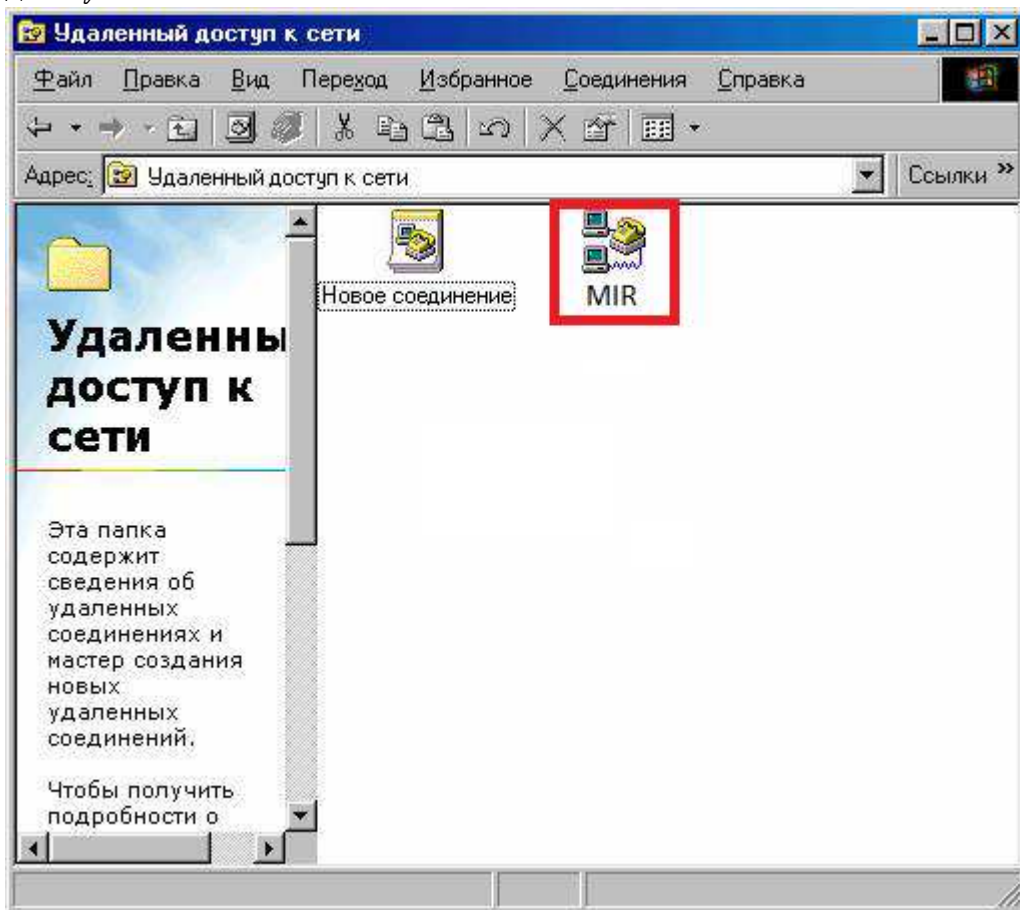 Удаленный доступ к сети
Файл Правка Вид Переход Избранное Соединения Справка
Адрес: Удаленный доступ к сети Ссылки »
Новое соединение
MIR
Удаленны
доступ к
сети
Эта папка
содержит
сведения об
удаленных
соединениях и
мастер создания
новых
удаленных
соединений.
Чтобы получить
подробности о